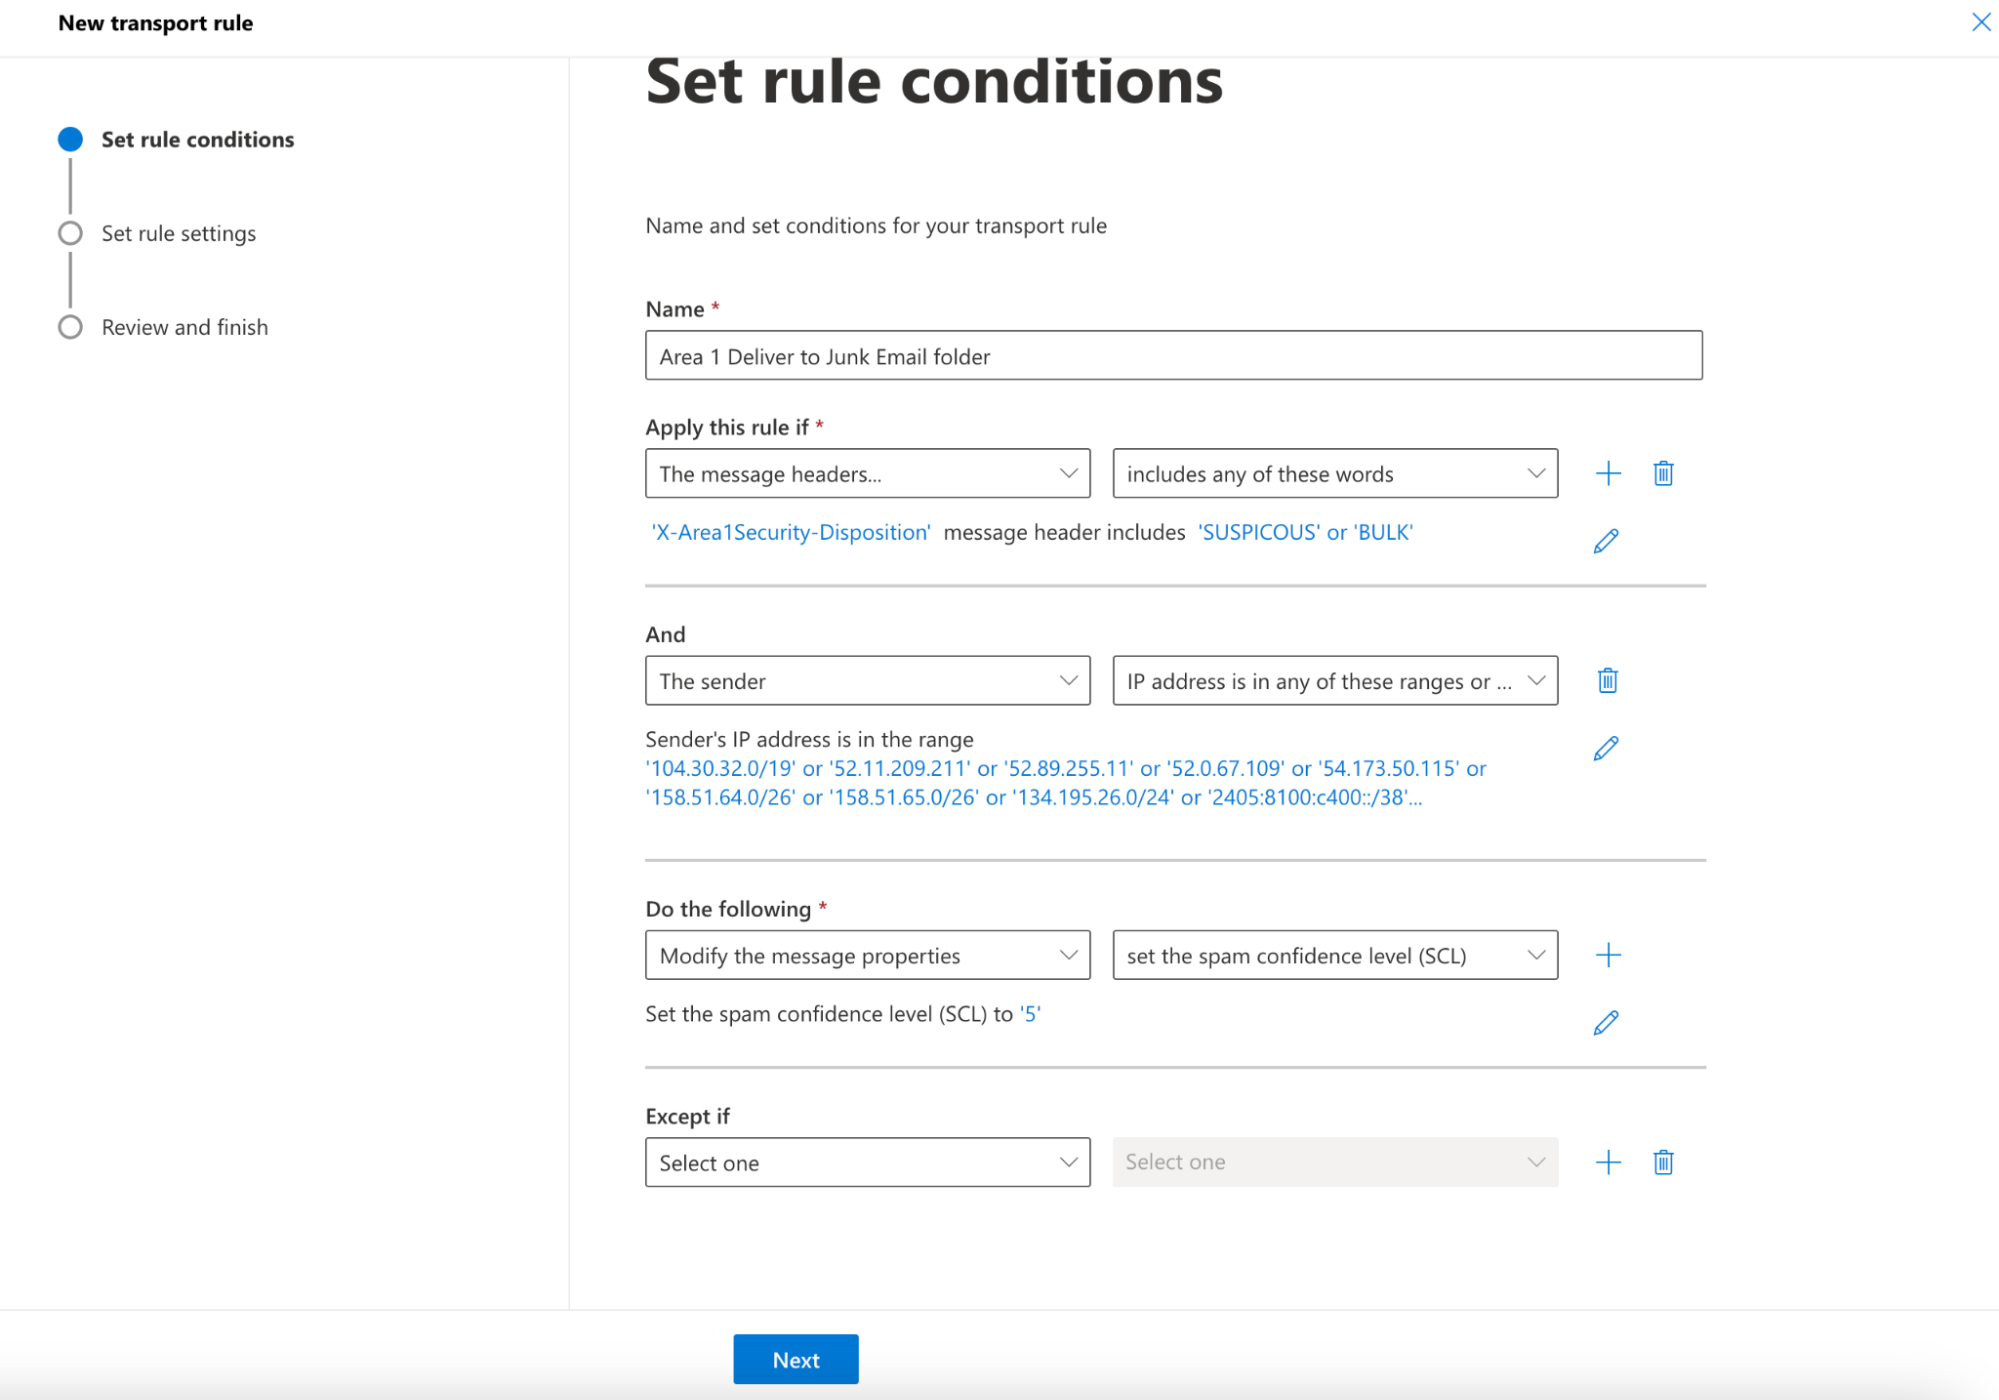 New transport rule
Set rule conditions
Set rule settings
Review and finish
Set rule conditions
Name and set conditions for your transport rule
Name *
Area 1 Deliver to Junk Email folder
Apply this rule if *
The message headers... includes any of these words
'X-Area1Security-Disposition' message header includes 'SUSPICOUS' or 'BULK'
And
The sender IP address is in any of these ranges or ...
Sender's IP address is in the range
'104.30.32.0/19' or '52.11.209.211' or '52.89.255.11' or '52.0.67.109' or '54.173.50.115' or
'158.51.64.0/26' or '158.51.65.0/26' or '134.195.26.0/24' or '2405:8100:c400::/38'...
Do the following *
Modify the message properties set the spam confidence level (SCL)
Set the spam confidence level (SCL) to '5'
Except if
Select one Select one
Next